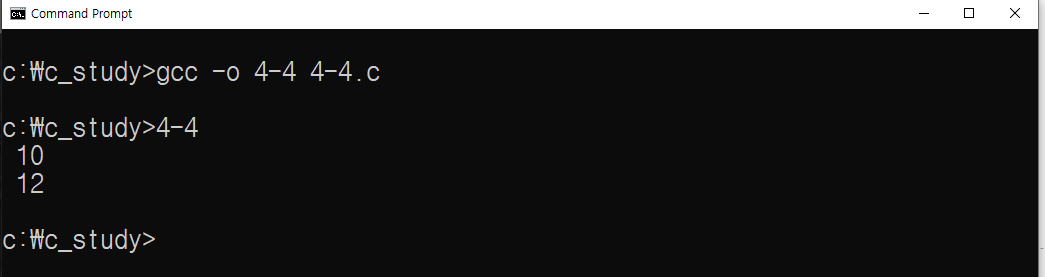 Command Prompt
c:₩c_study>gcc -o 4-4 4-4.c
c:₩c_study>4-4
10
12
c:₩c_study>